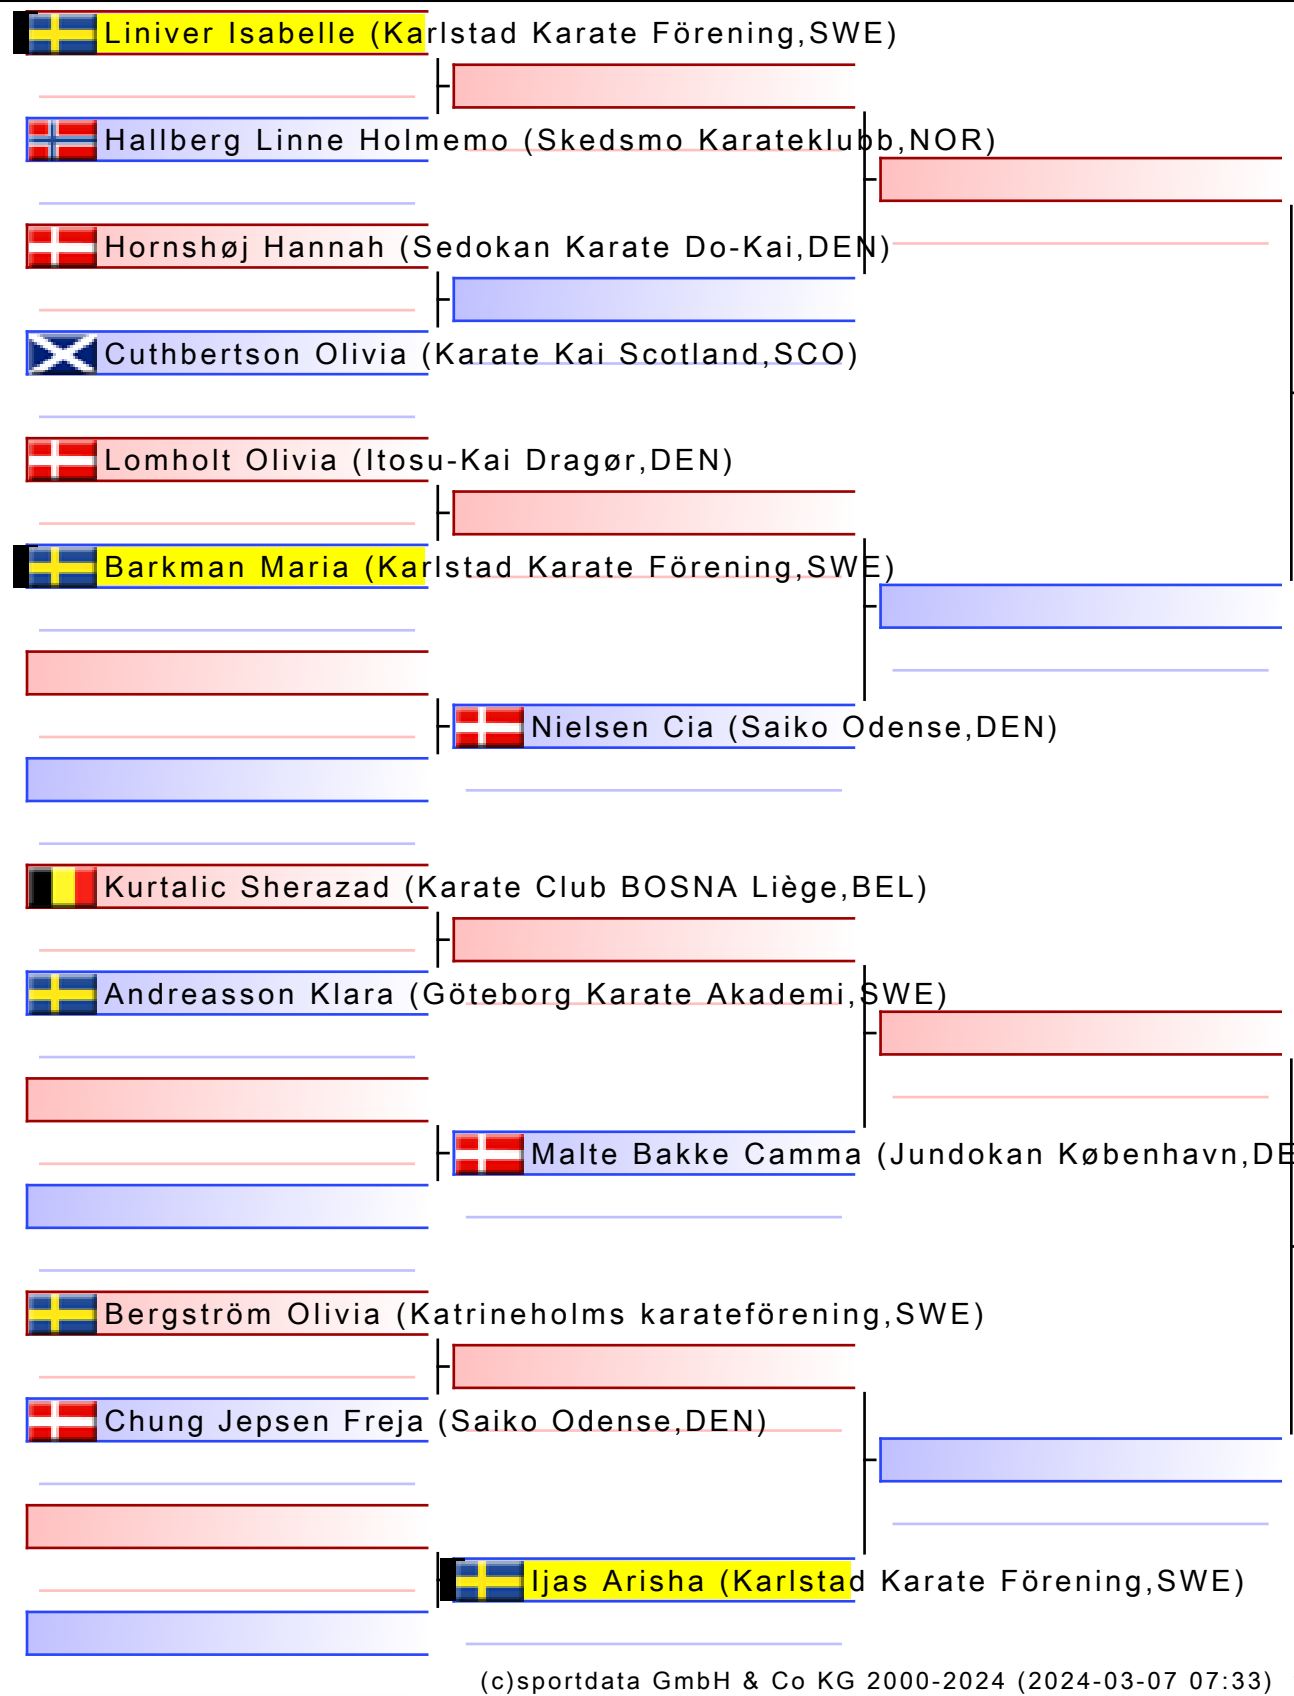 Liniver Isabelle (Karlstad Karate Förening,SWE)
Hallberg Linne Holmemo (Skedsmo Karateklubb,NOR)
Hornshøj Hannah (Sedokan Karate Do-Kai,DEN)
Cuthbertson Olivia (Karate Kai Scotland,SCO)
Lomholt Olivia (Itosu-Kai Dragør,DEN)
Barkman Maria (Karlstad Karate Förening,SWE)
Nielsen Cia (Saiko Odense,DEN)
Kurtalic Sherazad (Karate Club BOSNA Liège,BEL)
Andreasson Klara (Göteborg Karate Akademi,SWE)
Malte Bakke Camma (Jundokan København,DE
Bergström Olivia (Katrineholms karateförening,SWE)
Chung Jepsen Freja (Saiko Odense,DEN)
Ijas Arisha (Karlstad Karate Förening,SWE)
(c)sportdata GmbH & Co KG 2000-2024 (2024-03-07 07:33)